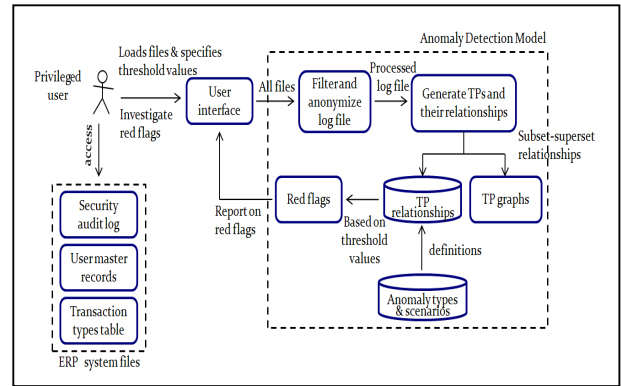 Anomaly Detection Model
Loads files & specifies
threshold values
Privileged
user
Investigate
red flags
access
User
interface
All files
Filter and
anonymize
log file
Processed
log file
Generate TPs and
their relationships
Subset-superset
relationships
Security
audit log
User master
records
Transaction
types table
ERP system files
Report on
red flags
Red flags
Based on
threshold
values
TP
relationships
TP graphs
definitions
Anomaly types
& scenarios